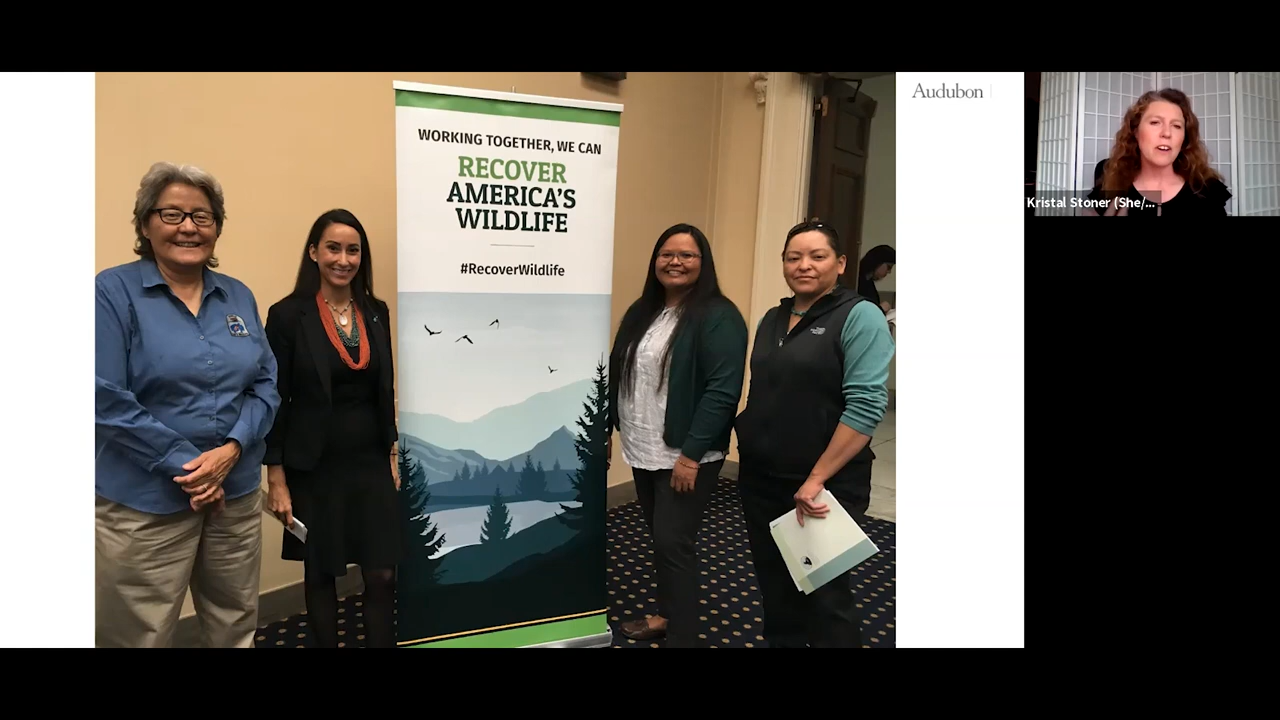 WORKING TOGETHER, WE CAN
RECOVER
AMERICA'S
WILDLIFE
#RecoverWildlife
Audubon
Kristal Stoner (She/...